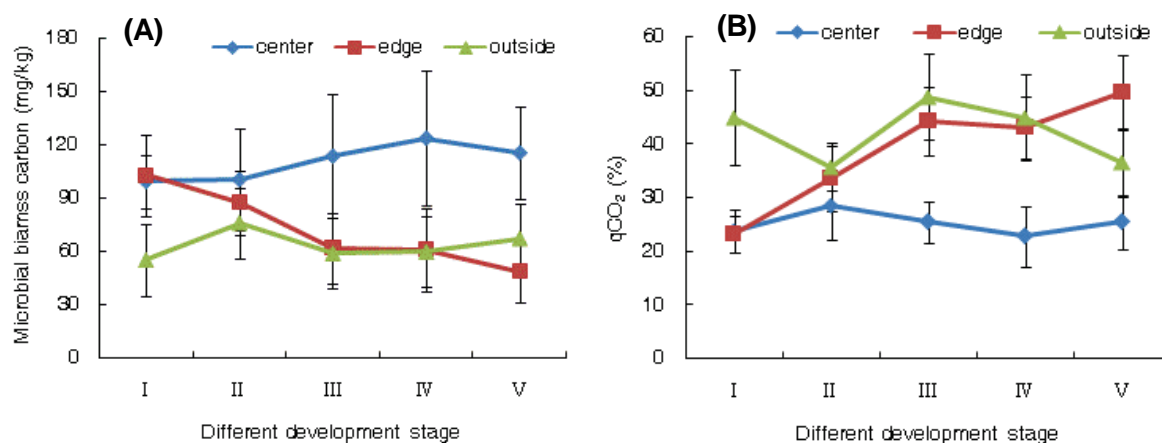 (A)
center edge outside
Microbial biamss carbon (mg/kg)
180
150
120
90
60
30
0
I II III IV V
Different development stage
(B)
center edge outside
qCO₂ (%)
60
50
40
30
20
10
0
I II III IV V
Different development stage